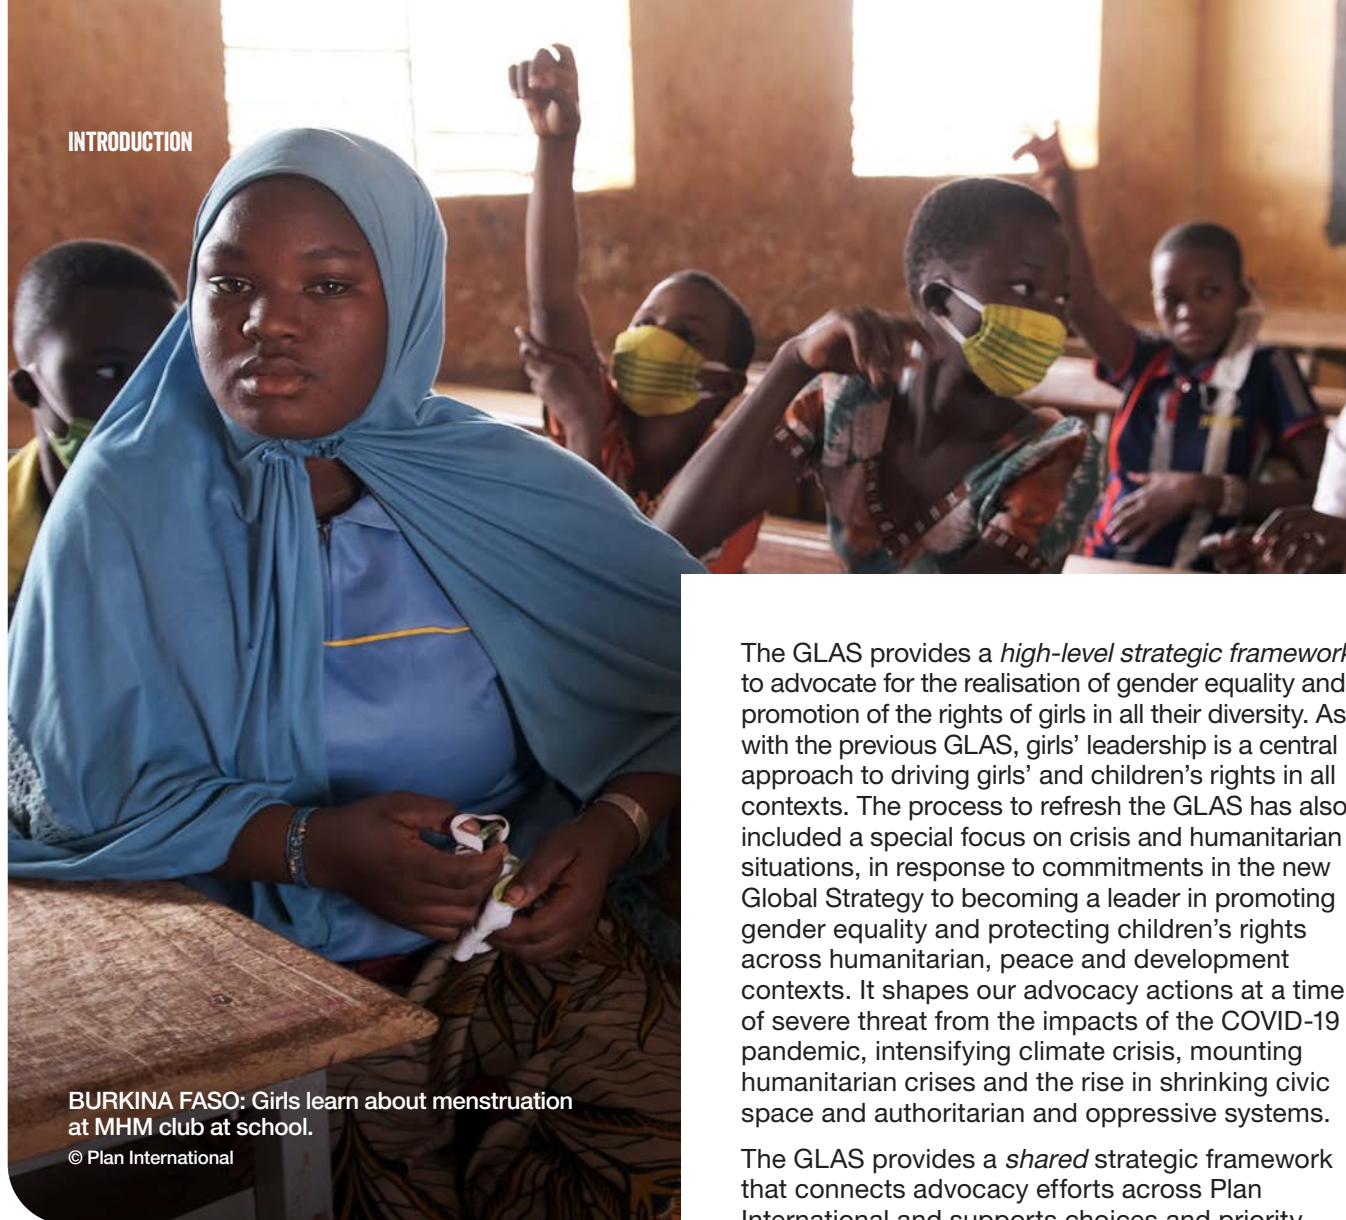 INTRODUCTION
BURKINA FASO: Girls learn about menstruation
at MHM club at school.
© Plan International
The GLAS provides a high-level strategic framework
to advocate for the realisation of gender equality and
promotion of the rights of girls in all their diversity. As
with the previous GLAS, girls’ leadership is a central
approach to driving girls’ and children’s rights in all
contexts. The process to refresh the GLAS has also
included a special focus on crisis and humanitarian
situations, in response to commitments in the new
Global Strategy to becoming a leader in promoting
gender equality and protecting children’s rights
across humanitarian, peace and development
contexts. It shapes our advocacy actions at a time
of severe threat from the impacts of the COVID-19
pandemic, intensifying climate crisis, mounting
humanitarian crises and the rise in shrinking civic
space and authoritarian and oppressive systems.
The GLAS provides a shared strategic framework
that connects advocacy efforts across Plan
International and supports choices and priority